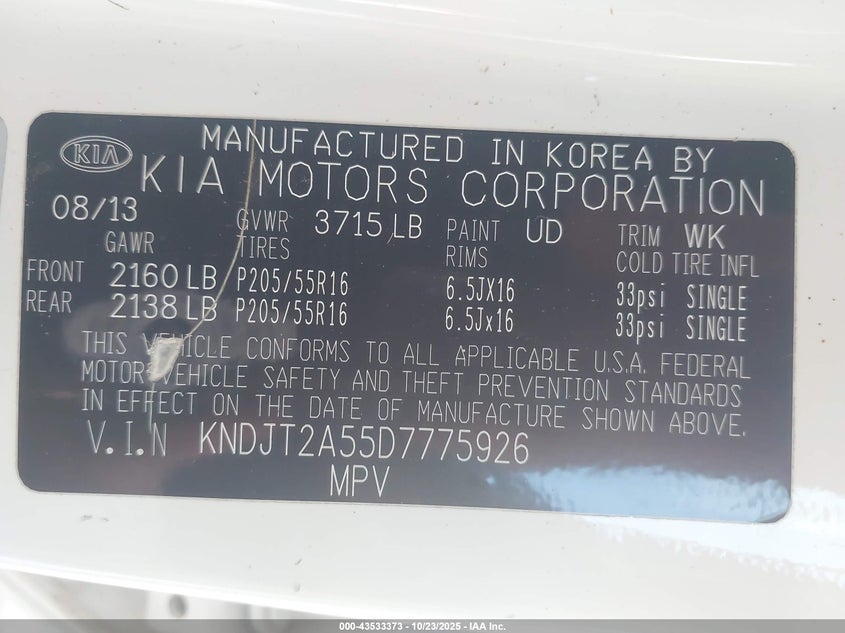 KIA
MANUFACTURED IN KOREA BY
KIA MOTORS CORPORATION
08/13 GVWR 3715 LB PAINT UD TRIM WK
GAWR TIRES RIMS COLD TIRE INFL
FRONT 2160 LB P205/55R16 6.5JX16 33psi SINGLE
REAR 2138 LB P205/55R16 6.5Jx16 33psi SINGLE
THIS VEHICLE CONFORMS TO ALL APPLICABLE U.S.A. FEDERAL
MOTOR VEHICLE SAFETY AND THEFT PREVENTION STANDARDS
IN EFFECT ON THE DATE OF MANUFACTURE SHOWN ABOVE.
V.I.N KNDJT2A55D7775926
MPV
000-43533373 - 10/23/2025 - IAA Inc.